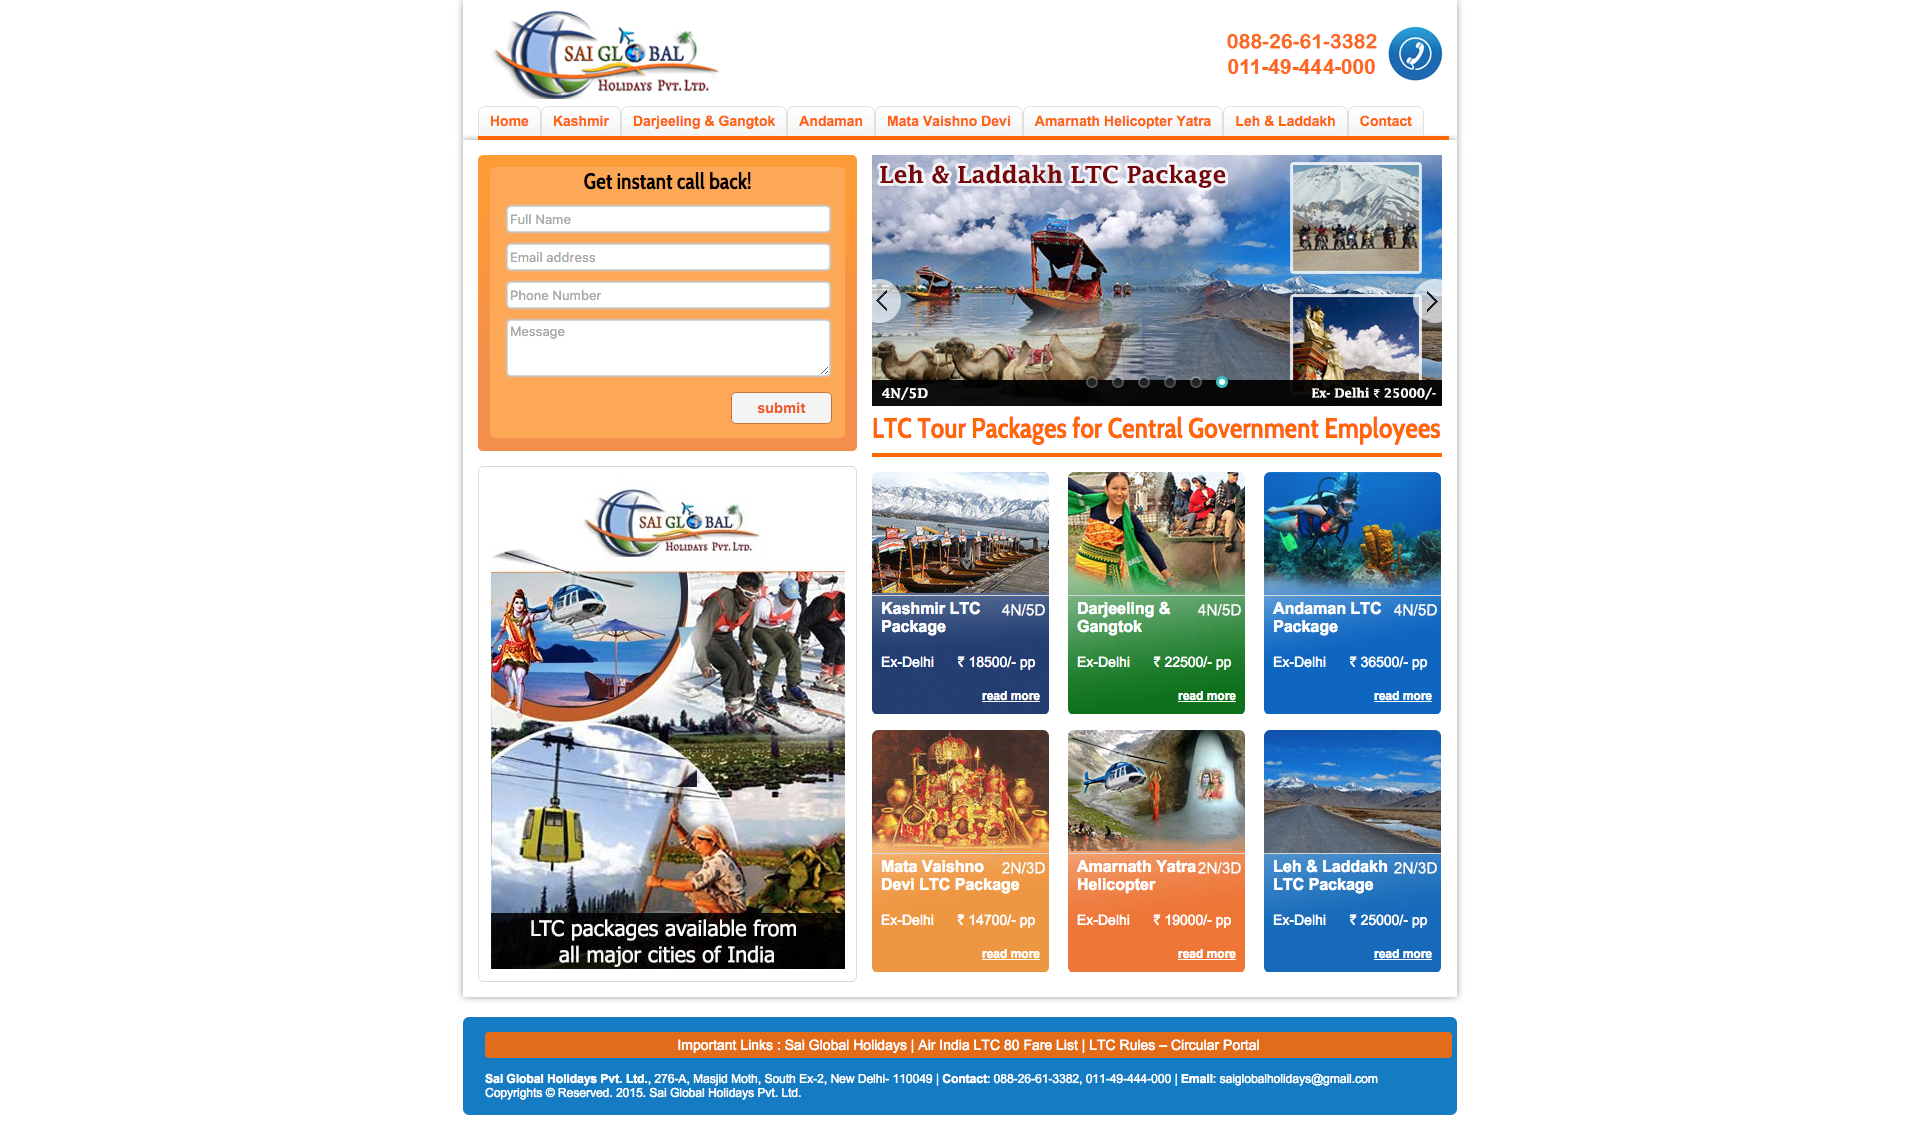 SAI GLOBAL
HOLIDAYS PVT. LTD.
088-26-61-3382
011-49-444-000
Home
Kashmir
Darjeeling & Gangtok
Andaman
Mata Vaishno Devi
Amarnath Helicopter Yatra
Leh & Laddakh
Contact
Get instant call back!
Full Name
Email address
Phone Number
Message
submit
Leh & Laddakh LTC Package
4N/5D
Ex- Delhi ₹ 25000/-
LTC Tour Packages for Central Government Employees
SAI GLOBAL
HOLIDAYS PVT. LTD.
LTC packages available from
all major cities of India
Kashmir LTC 4N/5D
Package
Ex-Delhi ₹ 18500/- pp
read more
Darjeeling & 4N/5D
Gangtok
Ex-Delhi ₹ 22500/- pp
read more
Andaman LTC 4N/5D
Package
Ex-Delhi ₹ 36500/- pp
read more
Mata Vaishno 2N/3D
Devi LTC Package
Ex-Delhi ₹ 14700/- pp
read more
Amarnath Yatra 2N/3D
Helicopter
Ex-Delhi ₹ 19000/- pp
read more
Leh & Laddakh 2N/3D
LTC Package
Ex-Delhi ₹ 25000/- pp
read more
Important Links : Sai Global Holidays | Air India LTC 80 Fare List | LTC Rules – Circular Portal
Sai Global Holidays Pvt. Ltd., 276-A, Masjid Moth, South Ex-2, New Delhi- 110049 | Contact: 088-26-61-3382, 011-49-444-000 | Email: saiglobalholidays@gmail.com
Copyrights © Reserved. 2015. Sai Global Holidays Pvt. Ltd.